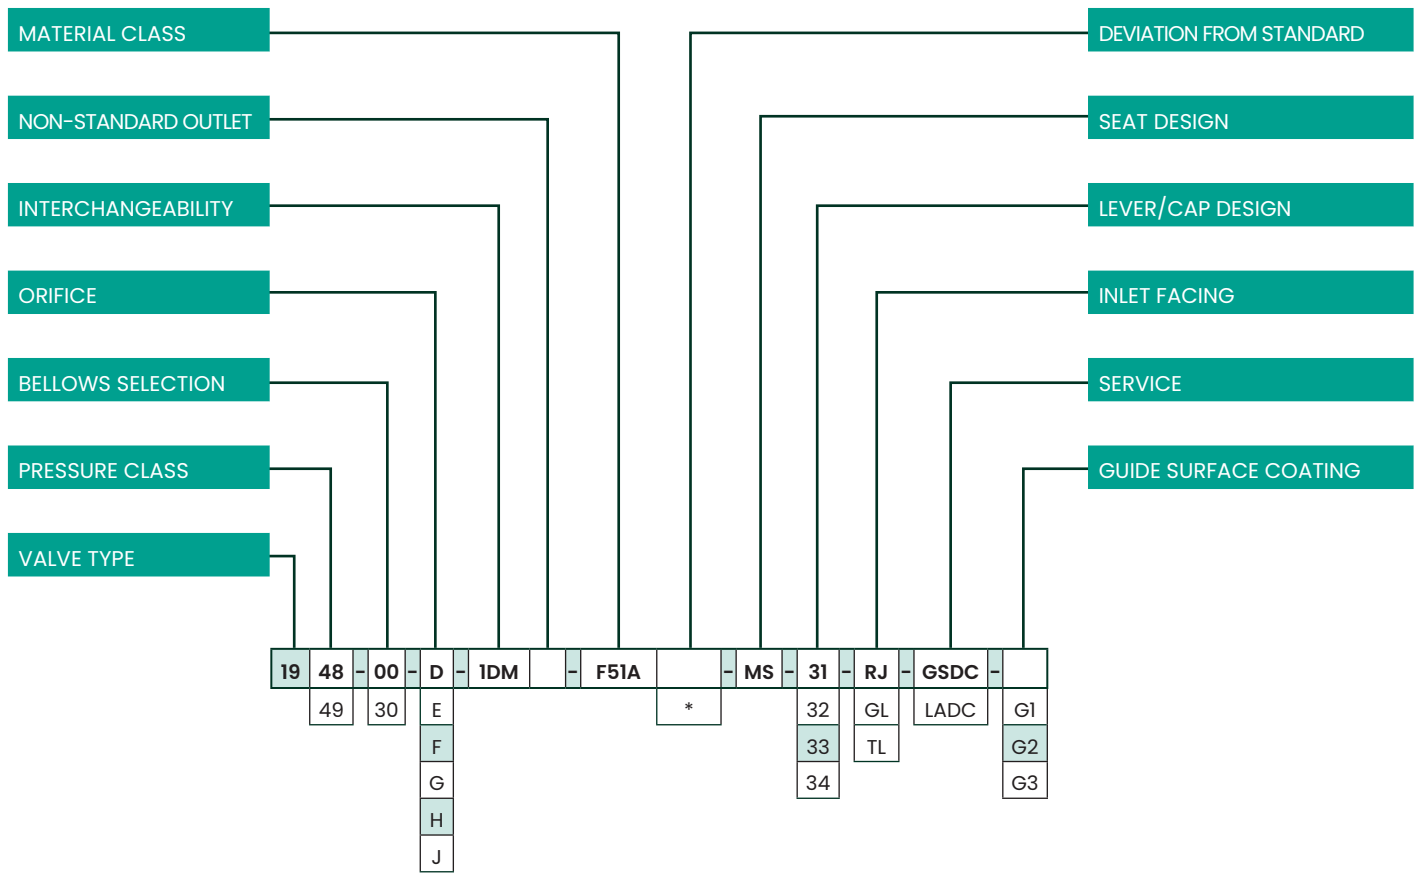 MATERIAL CLASS
DEVIATION FROM STANDARD
NON-STANDARD OUTLET
SEAT DESIGN
INTERCHANGEABILITY
LEVER/CAP DESIGN
ORIFICE
INLET FACING
BELLOWS SELECTION
SERVICE
PRESSURE CLASS
GUIDE SURFACE COATING
VALVE TYPE
19 48 - 00 - D - 1DM - F51A - MS - 31 - RJ - GSDC -
49 30 E * 32 GL LADC G1
F 33 TL G2
G 34 G3
H
J